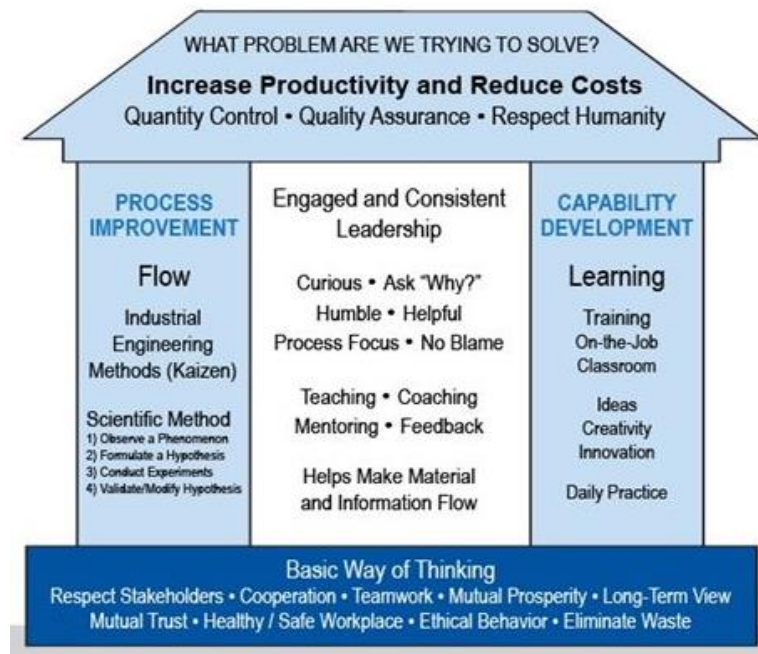 WHAT PROBLEM ARE WE TRYING TO SOLVE?
Increase Productivity and Reduce Costs
Quantity Control • Quality Assurance • Respect Humanity
PROCESS
IMPROVEMENT
Flow
Industrial
Engineering
Methods (Kaizen)
Scientific Method
1) Observe a Phenomenon
2) Formulate a Hypothesis
3) Conduct Experiments
4) Validate/Modify Hypothesis
Engaged and Consistent
Leadership
Curious • Ask “Why?”
Humble • Helpful
Process Focus • No Blame
Teaching • Coaching
Mentoring • Feedback
Helps Make Material
and Information Flow
CAPABILITY
DEVELOPMENT
Learning
Training
On-the-Job
Classroom
Ideas
Creativity
Innovation
Daily Practice
Basic Way of Thinking
Respect Stakeholders • Cooperation • Teamwork • Mutual Prosperity • Long-Term View
Mutual Trust • Healthy / Safe Workplace • Ethical Behavior • Eliminate Waste